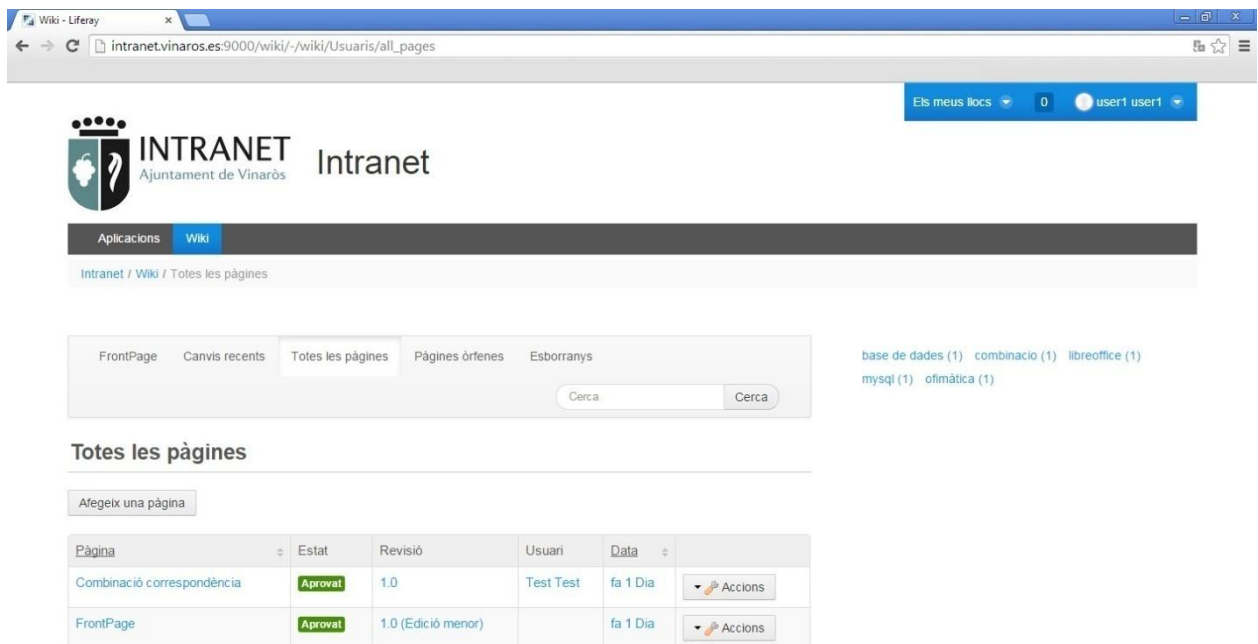 Wiki - Liferay
intranet.vinaros.es:9000/wiki/-/wiki/Usuaris/all_pages
Els meus llocs 0 user1 user1
INTRANET
Ajuntament de Vinaròs
Intranet
Aplicacions Wiki
Intranet / Wiki / Totes les pàgines
FrontPage Canvis recents Totes les pàgines Pàgines òrfenes Esborranys
Cerca Cerca
base de dades (1) combinacio (1) libreoffice (1)
mysql (1) ofimàtica (1)
Totes les pàgines
Afegeix una pàgina
Pàgina Estat Revisió Usuari Data
Combinació correspondència Aprovat 1.0 Test Test fa 1 Dia Accions
FrontPage Aprovat 1.0 (Edició menor) fa 1 Dia Accions